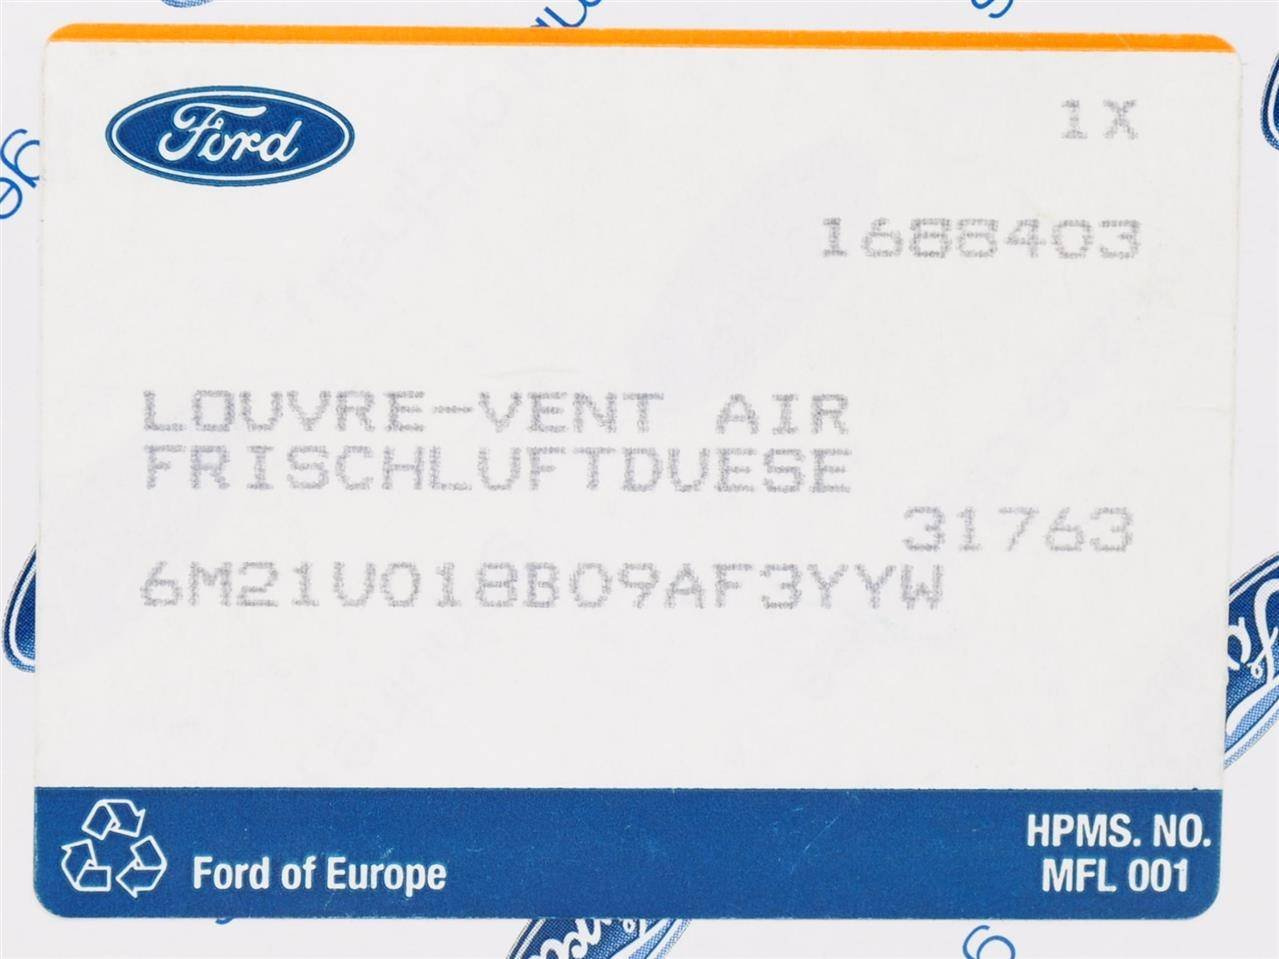 Ford
1X
1688403
LOUVRE-VENT AIR
FRISCHLUFTDUESE
31763
6M21U018B09AF3YYW
Ford of Europe
HPMS. NO.
MFL 001